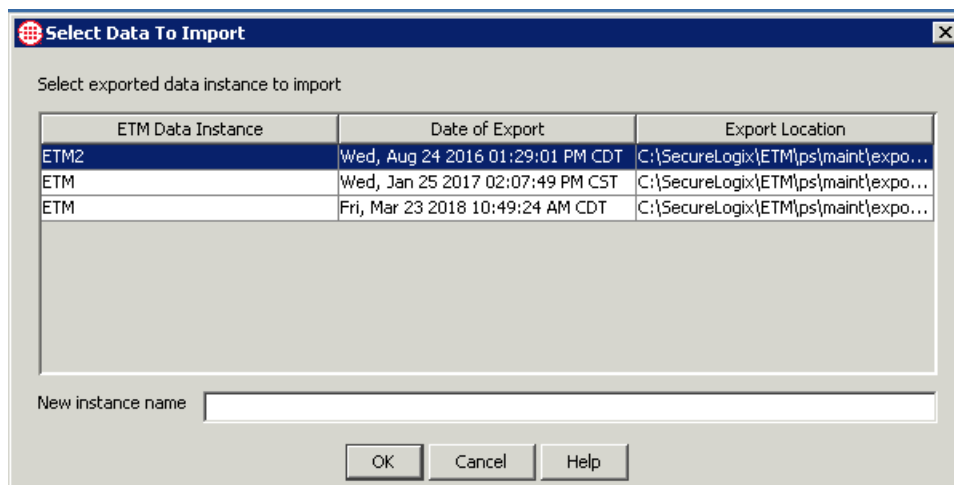 Select Data To Import
Select exported data instance to import
ETM Data Instance Date of Export Export Location
ETM2 Wed, Aug 24 2016 01:29:01 PM CDT C:\SecureLogix\ETM\ps\maint\expo...
ETM Wed, Jan 25 2017 02:07:49 PM CST C:\SecureLogix\ETM\ps\maint\expo...
ETM Fri, Mar 23 2018 10:49:24 AM CDT C:\SecureLogix\ETM\ps\maint\expo...
New instance name
OK Cancel Help